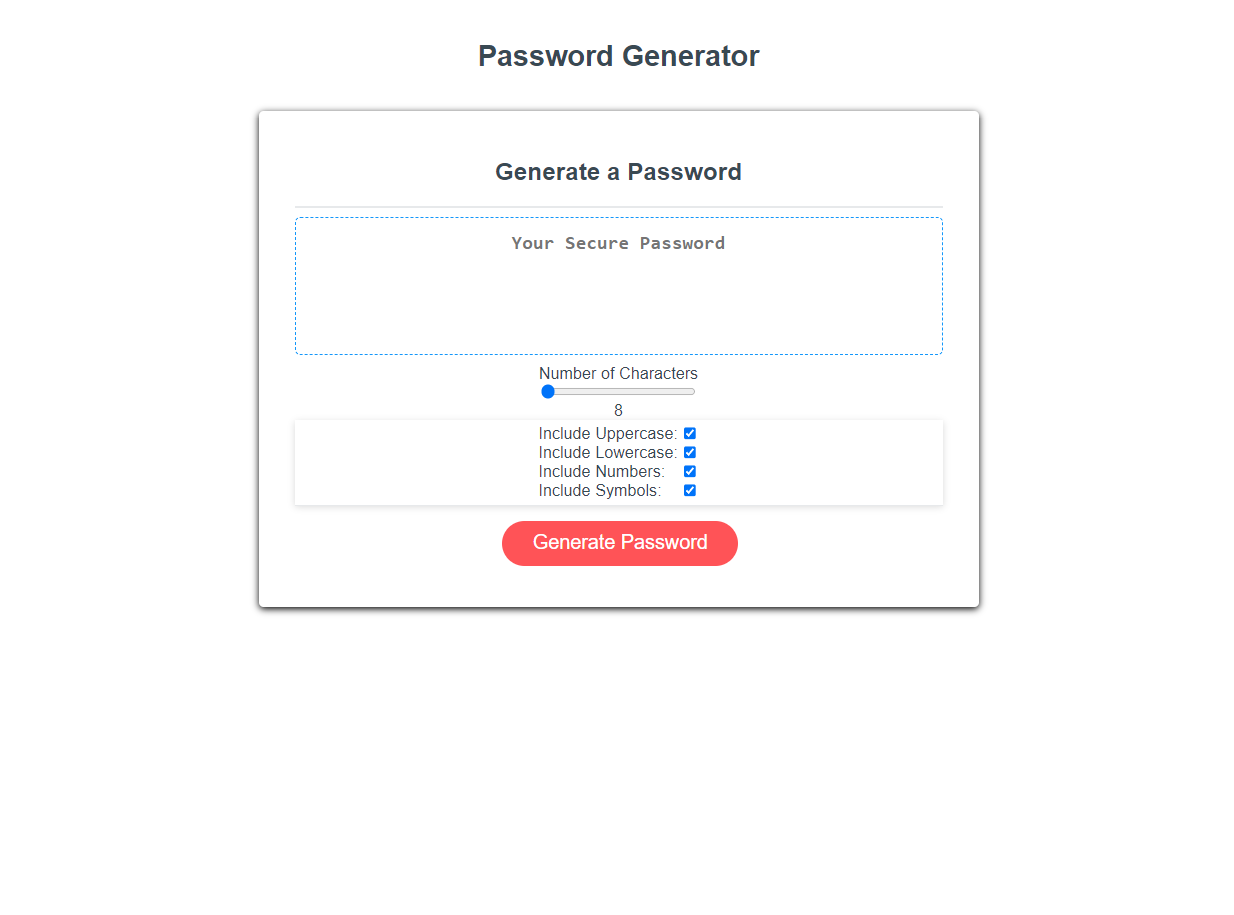 Password Generator
Generate a Password
Your Secure Password
Number of Characters
8
Include Uppercase:
Include Lowercase:
Include Numbers:
Include Symbols:
Generate Password